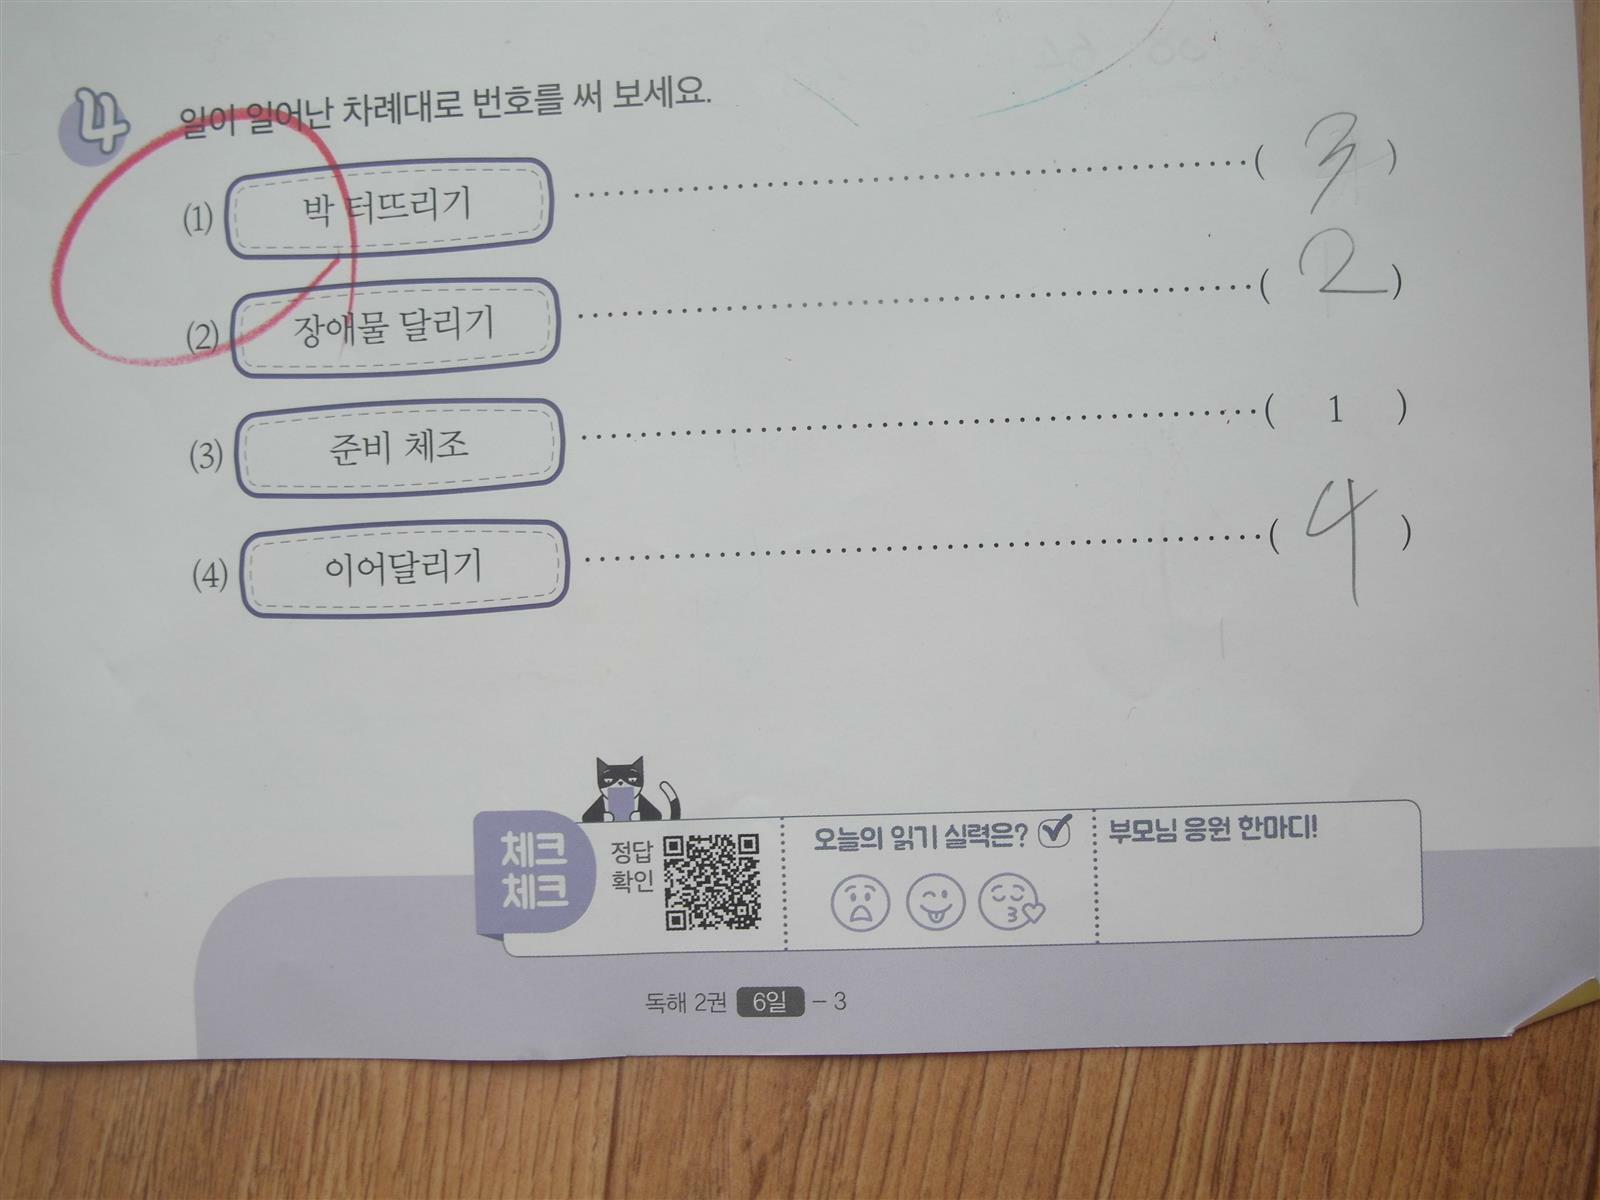 4 일이 일어난 차례대로 번호를 써 보세요.
(1) 박 터뜨리기 ( 3 )
(2) 장애물 달리기 ( 2 )
(3) 준비 체조 ( 1 )
(4) 이어달리기 ( 4 )
체크
체크
정답
확인
오늘의 읽기 실력은?
부모님 응원 한마디!
독해 2권 6일 - 3